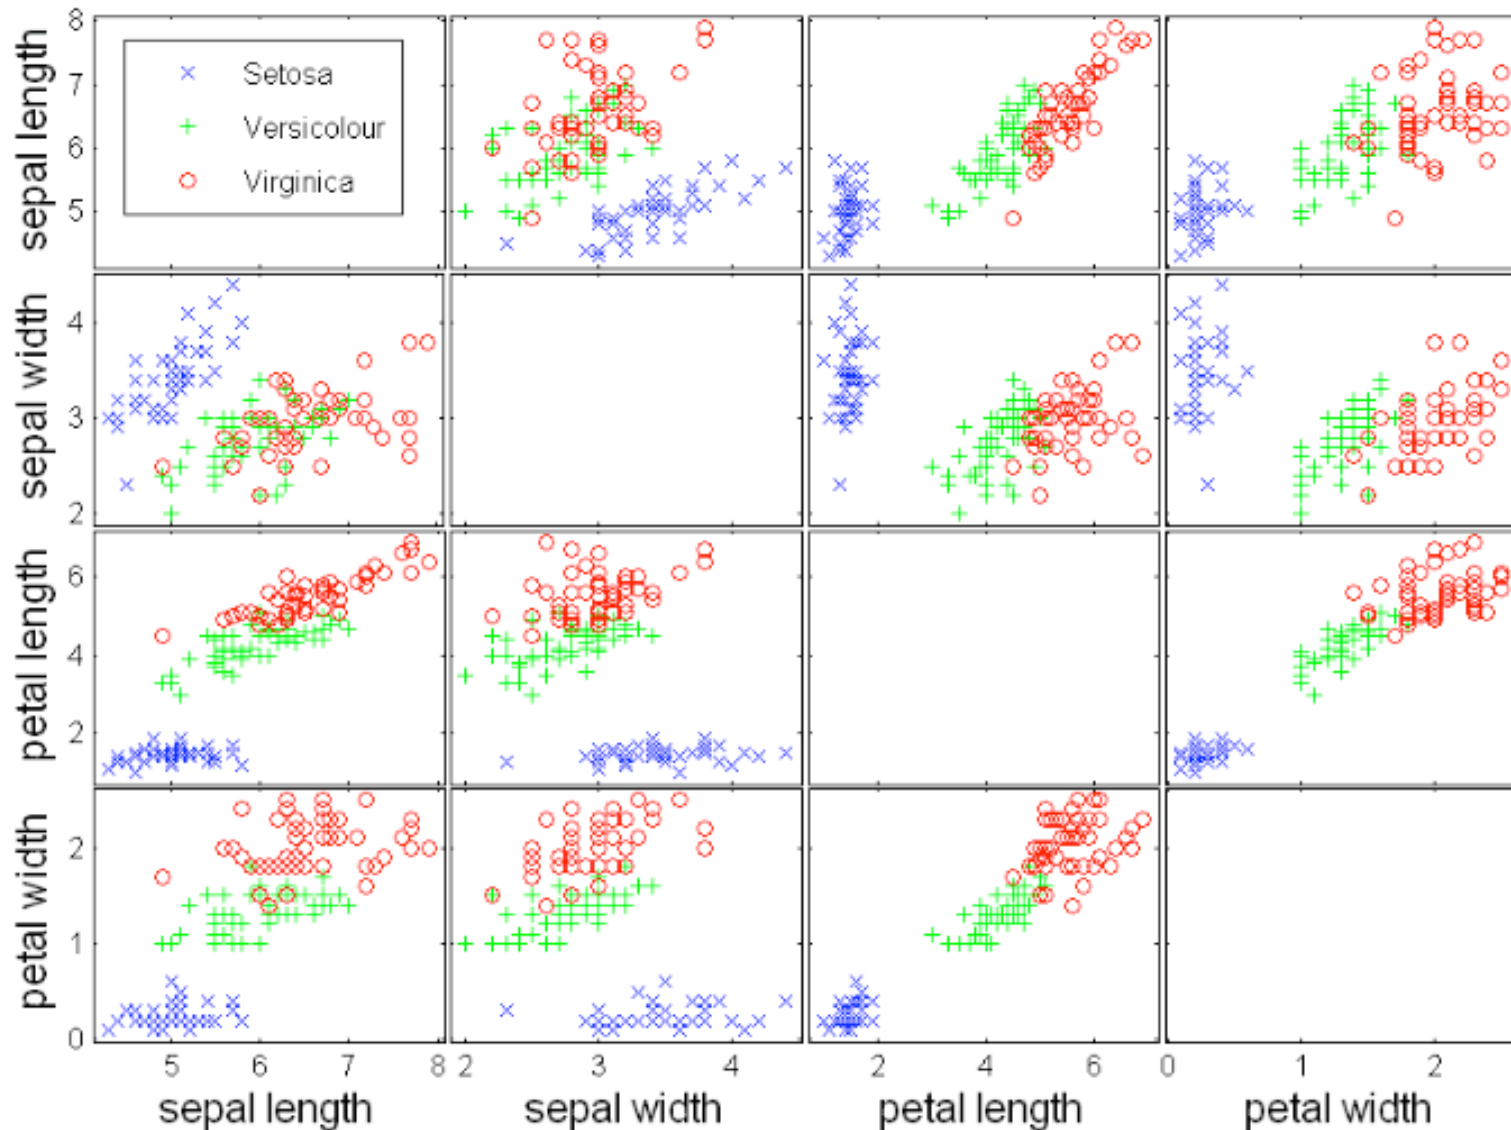 sepal length
8
7
6
5
Setosa
Versicolour
Virginica
sepal width
4
3
2
petal length
6
4
2
petal width
2
1
0
5 6 7 8
2 3 4
2 4 6
0 1 2
sepal length
sepal width
petal length
petal width